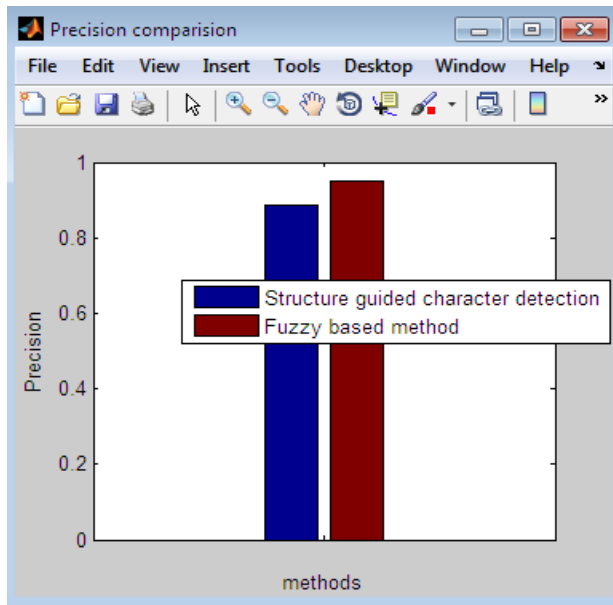 Precision comparision
File Edit View Insert Tools Desktop Window Help
1
0.8
0.6
0.4
0.2
0
Precision
Structure guided character detection
Fuzzy based method
methods